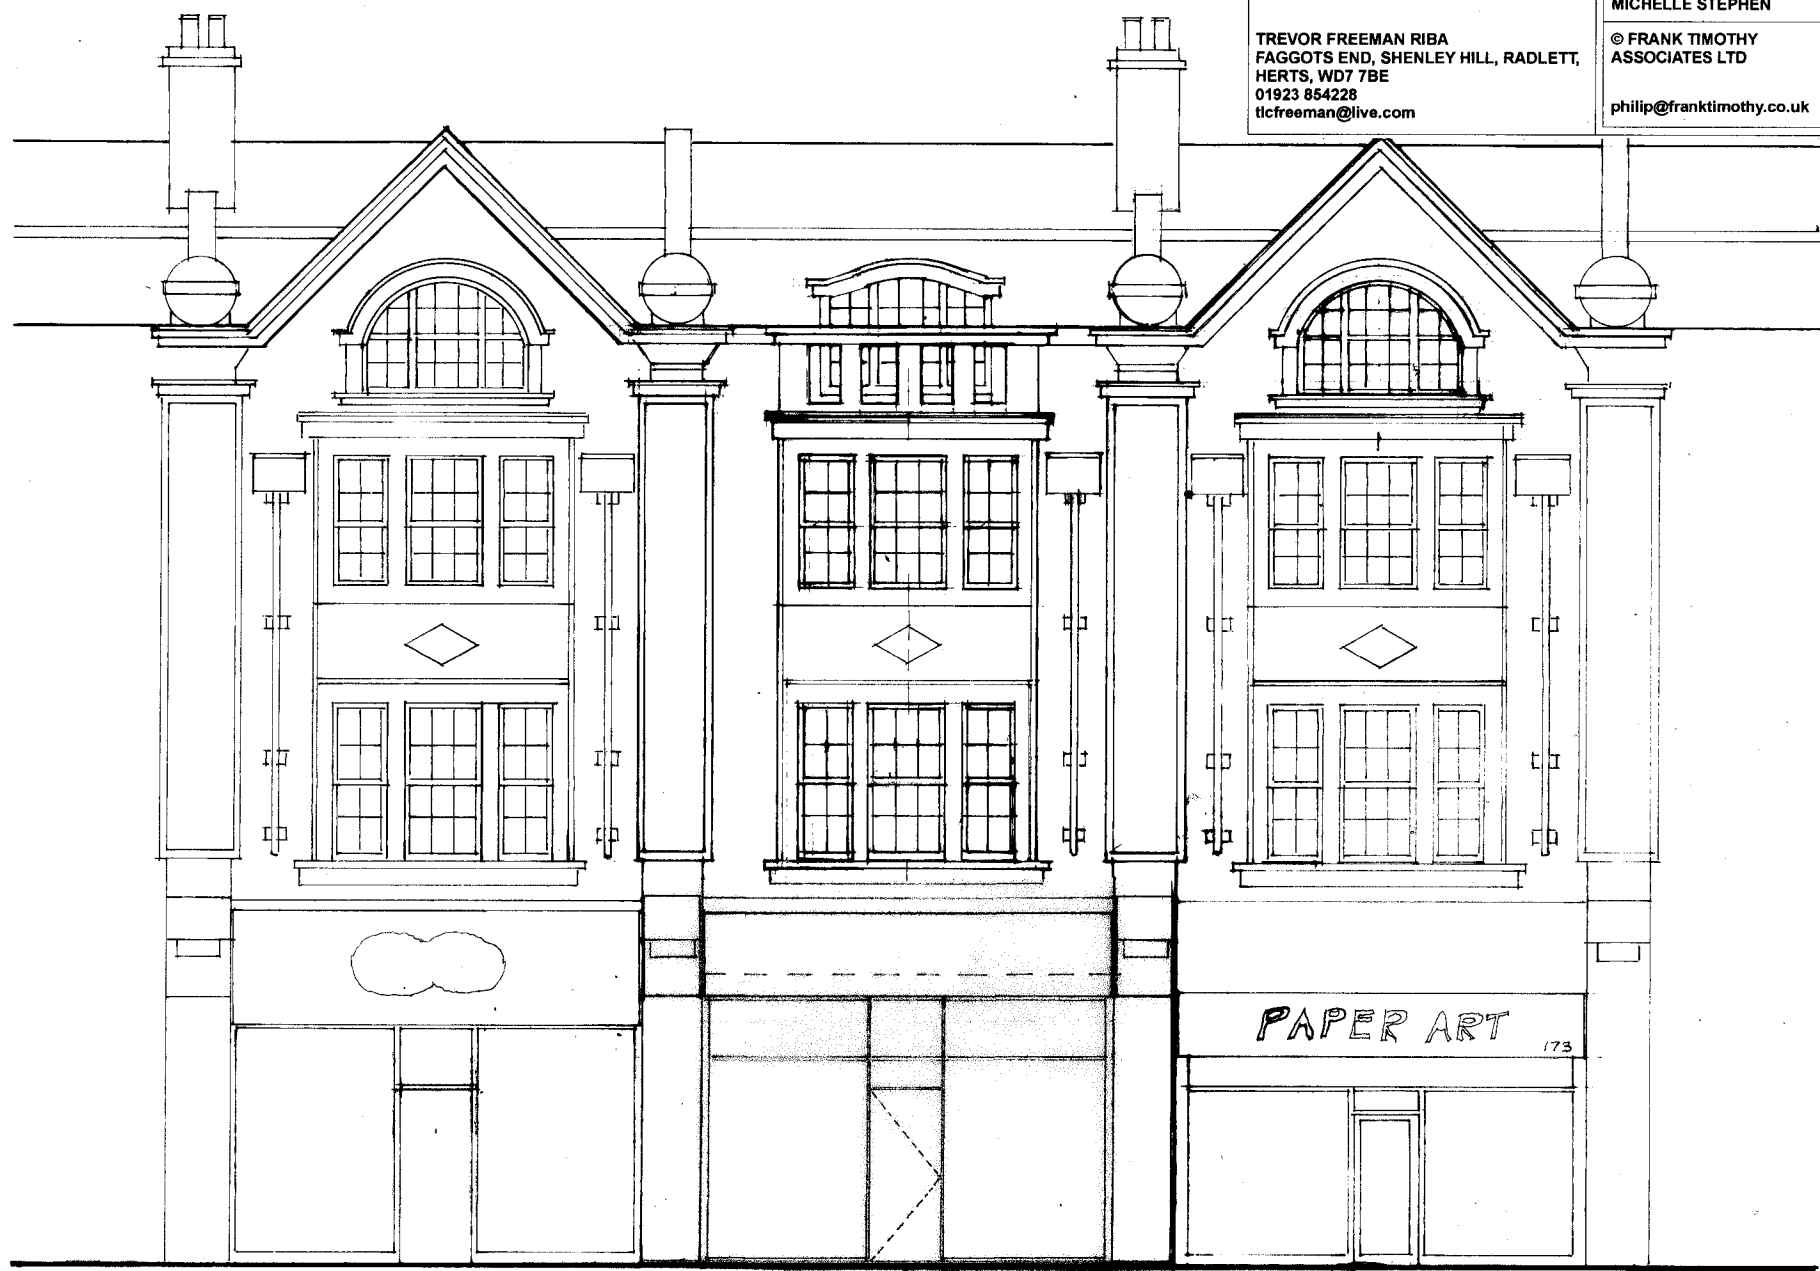 MICHELLE STEPHEN
TREVOR FREEMAN RIBA
FAGGOTS END, SHENLEY HILL, RADLETT,
HERTS, WD7 7BE
01923 854228
tlcfreeman@live.com
© FRANK TIMOTHY
ASSOCIATES LTD
philip@franktimothy.co.uk
PAPER ART
173